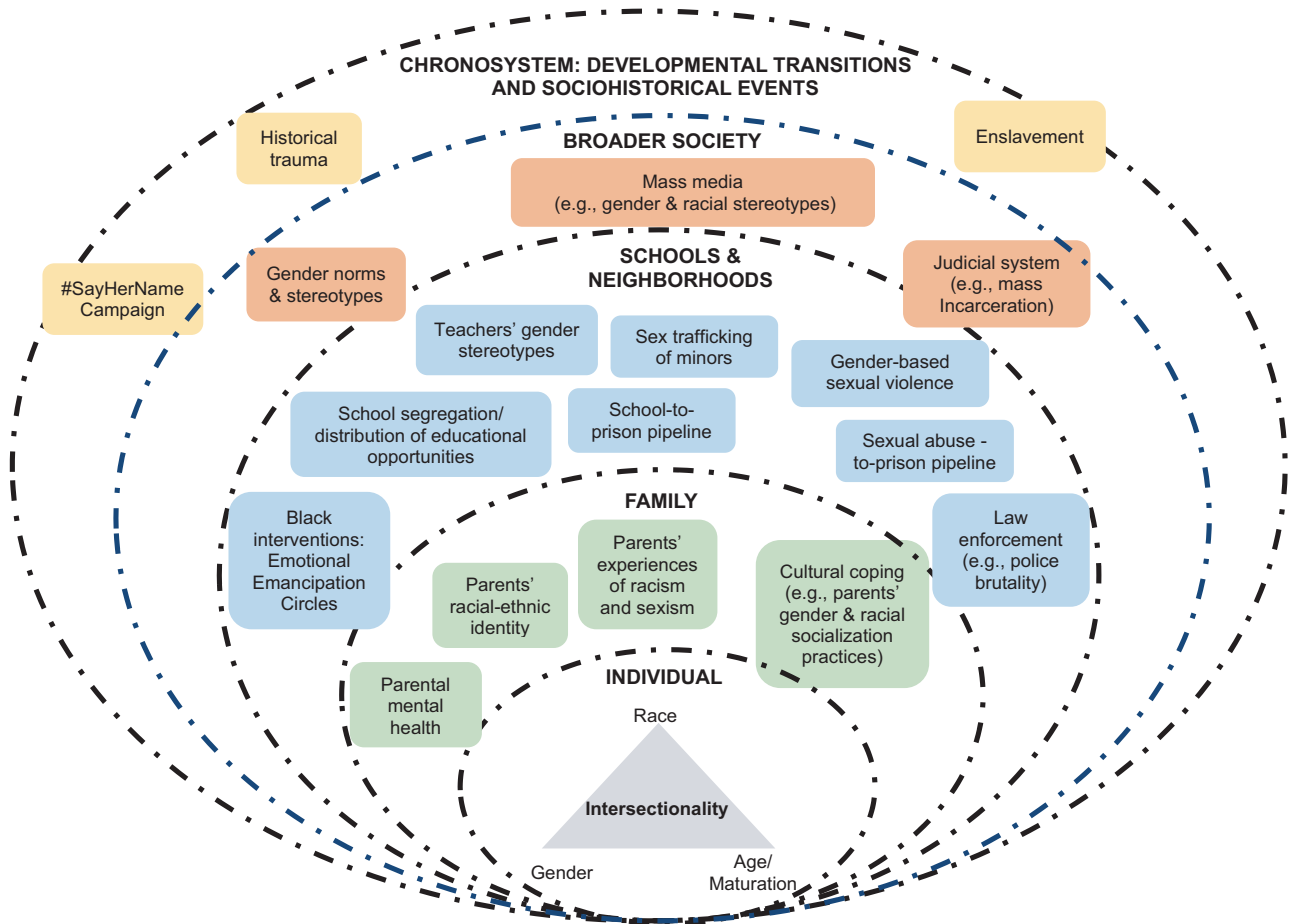 CHRONOSYSTEM: DEVELOPMENTAL TRANSITIONS
AND SOCIOHISTORICAL EVENTS
Historical
trauma
Enslavement
#SayHerName
Campaign
BROADER SOCIETY
Mass media
(e.g., gender & racial stereotypes)
Gender norms
& stereotypes
Judicial system
(e.g., mass
Incarceration)
SCHOOLS &
NEIGHBORHOODS
Teachers’ gender
stereotypes
Sex trafficking
of minors
Gender-based
sexual violence
School segregation/
distribution of educational
opportunities
School-to-
prison pipeline
Sexual abuse -
to-prison pipeline
Black
interventions:
Emotional
Emancipation
Circles
Law
enforcement
(e.g., police
brutality)
FAMILY
Parents’
experiences
of racism
and sexism
Parents’
racial-ethnic
identity
Cultural coping
(e.g., parents’
gender & racial
socialization
practices)
Parental
mental
health
INDIVIDUAL
Race
Intersectionality
Gender
Age/
Maturation